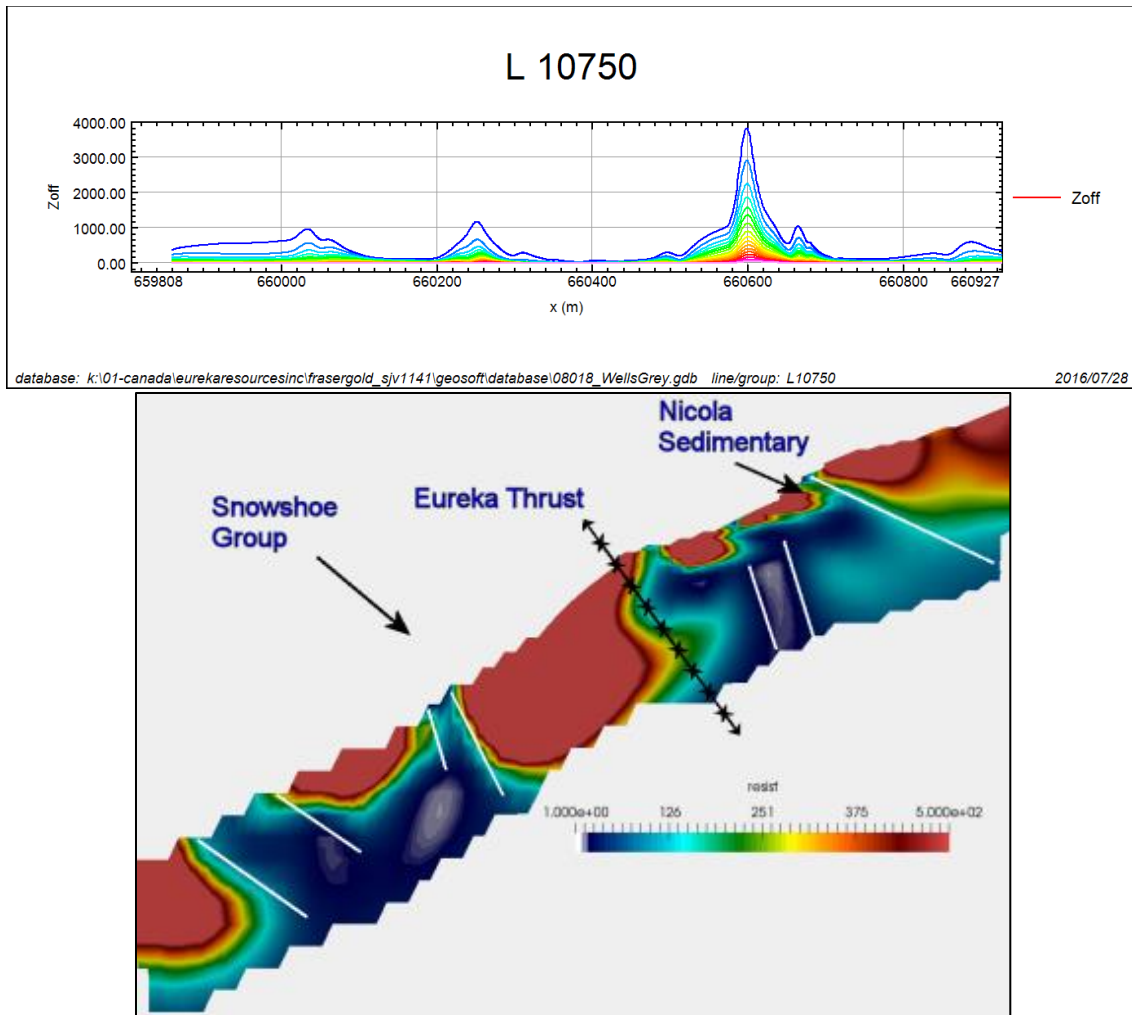 L 10750
4000.00
3000.00
2000.00
1000.00
0.00
Zoff
659808
660000
660200
660400
660600
660800
660927
x (m)
Zoff
database: k:\01-canada\eurekaresourcesinc\frasergold_sjv1141\geosoft\database\08018_WellsGrey.gdb line/group: L10750
2016/07/28
Nicola
Sedimentary
Eureka Thrust
Snowshoe
Group
resist
1.000e+00 126 251 375 5.000e+02